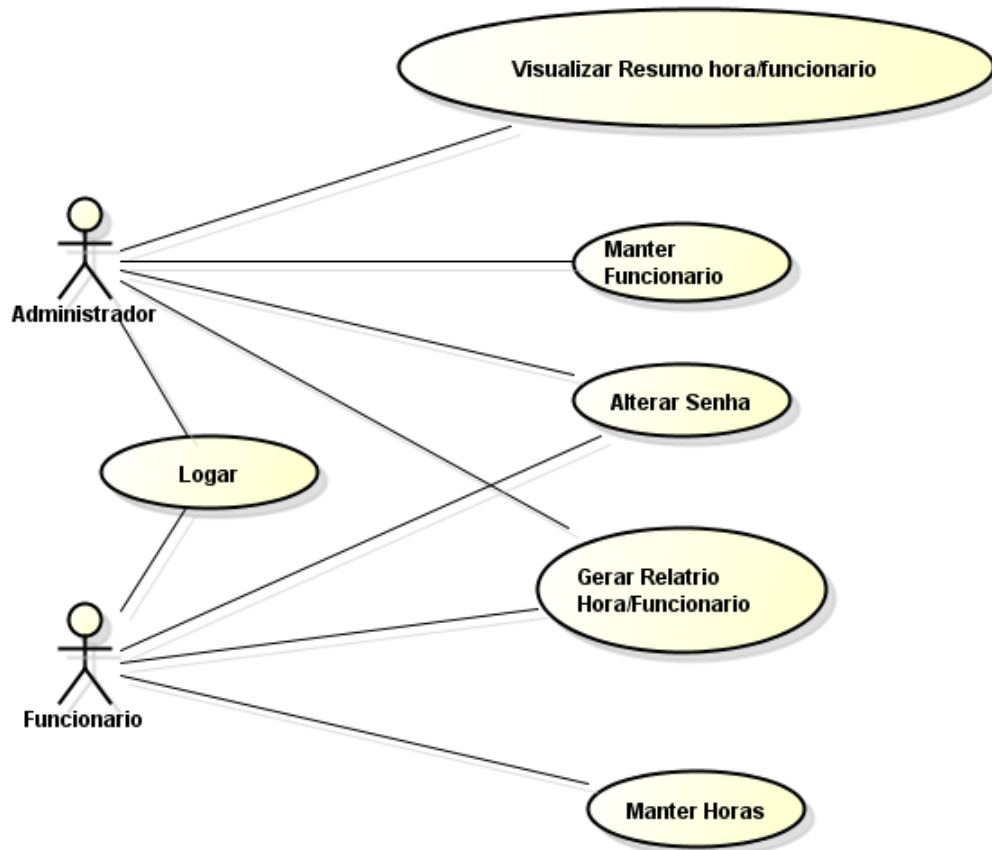 Visualizar Resumo hora/funcionario
Manter
Funcionario
Administrador
Alterar Senha
Logar
Gerar Relatrio
Hora/Funcionario
Funcionario
Manter Horas